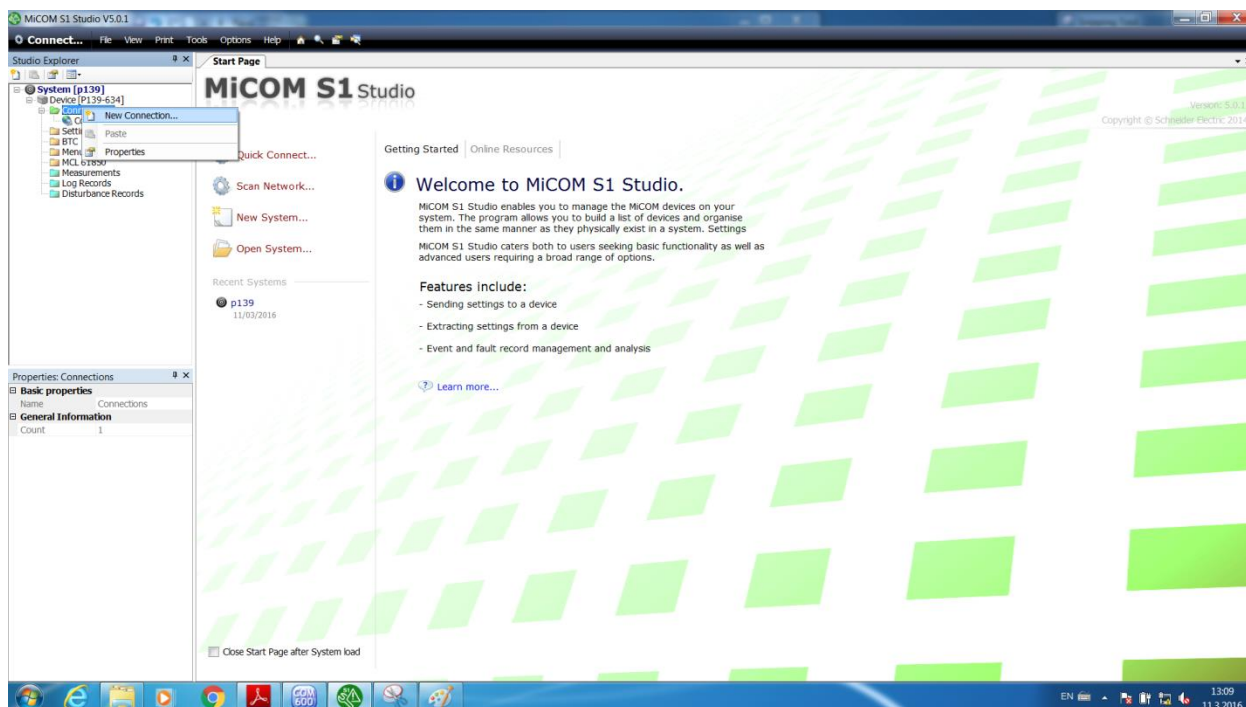 MiCOM S1 Studio V5.0.1
Connect... File View Print Tools Options Help
Studio Explorer
Start Page
System [p139]
Device [P139-634]
New Connection...
Paste
Properties
BTC
MCL 61850
Measurements
Log Records
Disturbance Records
MiCOM S1 Studio
Version: 5.0.1
Copyright © Schneider Electric 2014
Quick Connect...
Scan Network...
New System...
Open System...
Recent Systems
p139
11/03/2016
Getting Started Online Resources
Welcome to MiCOM S1 Studio.
MiCOM S1 Studio enables you to manage the MiCOM devices on your
system. The program allows you to build a list of devices and organise
them in the same manner as they physically exist in a system. Settings
MiCOM S1 Studio caters both to users seeking basic functionality as well as
advanced users requiring a broad range of options.
Features include:
- Sending settings to a device
- Extracting settings from a device
- Event and fault record management and analysis
Learn more...
Properties: Connections
Basic properties
Name Connections
General Information
Count 1
Close Start Page after System load
COM
600
EN
13:09
11.3.2016